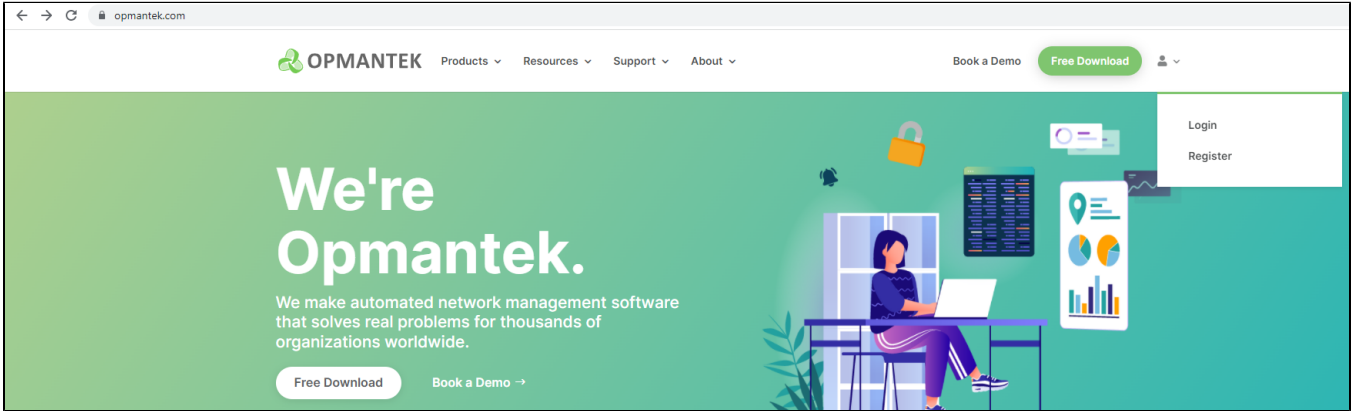 opmantek.com
OPMANTEK Products Resources Support About Book a Demo Free Download
Login
Register
We're
Opmantek.
We make automated network management software
that solves real problems for thousands of
organizations worldwide.
Free Download Book a Demo →